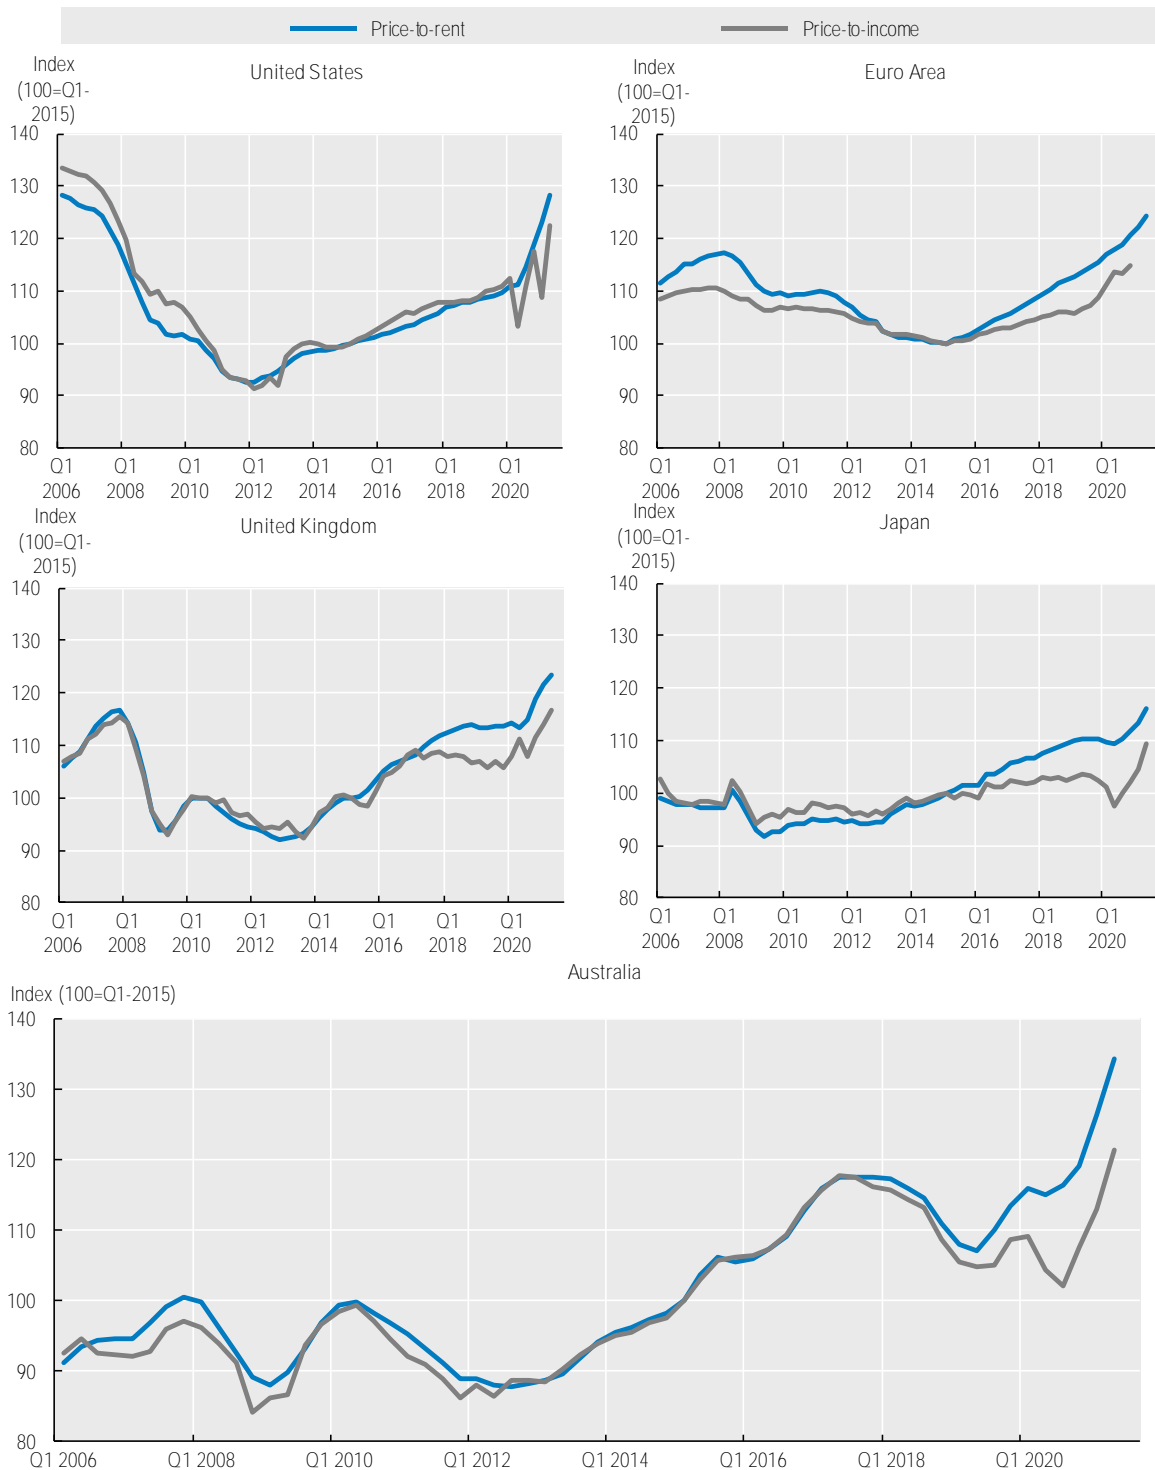 Price-to-rent
Price-to-income
Index
(100=Q1-
2015)
United States
140
130
120
110
100
90
80
Q1
2006
Q1
2008
Q1
2010
Q1
2012
Q1
2014
Q1
2016
Q1
2018
Q1
2020
Index
(100=Q1-
2015)
Euro Area
140
130
120
110
100
90
80
Q1
2006
Q1
2008
Q1
2010
Q1
2012
Q1
2014
Q1
2016
Q1
2018
Q1
2020
Index
(100=Q1-
2015)
United Kingdom
140
130
120
110
100
90
80
Q1
2006
Q1
2008
Q1
2010
Q1
2012
Q1
2014
Q1
2016
Q1
2018
Q1
2020
Index
(100=Q1-
2015)
Japan
140
130
120
110
100
90
80
Q1
2006
Q1
2008
Q1
2010
Q1
2012
Q1
2014
Q1
2016
Q1
2018
Q1
2020
Australia
Index (100=Q1-2015)
140
130
120
110
100
90
80
Q1 2006
Q1 2008
Q1 2010
Q1 2012
Q1 2014
Q1 2016
Q1 2018
Q1 2020